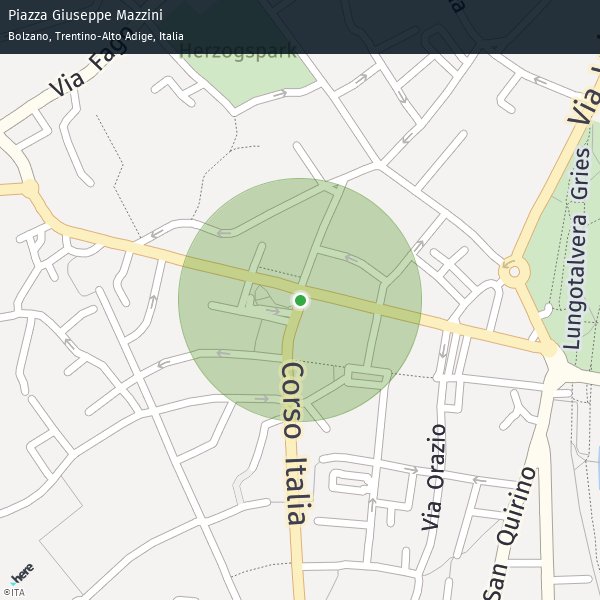 Piazza Giuseppe Mazzini
Bolzano, Trentino-Alto Adige, Italia
Herzogspark
Via Fago
Via
Lungotalvera Gries
Corso Italia
Via Orazio
San Quirino
here
©ITA